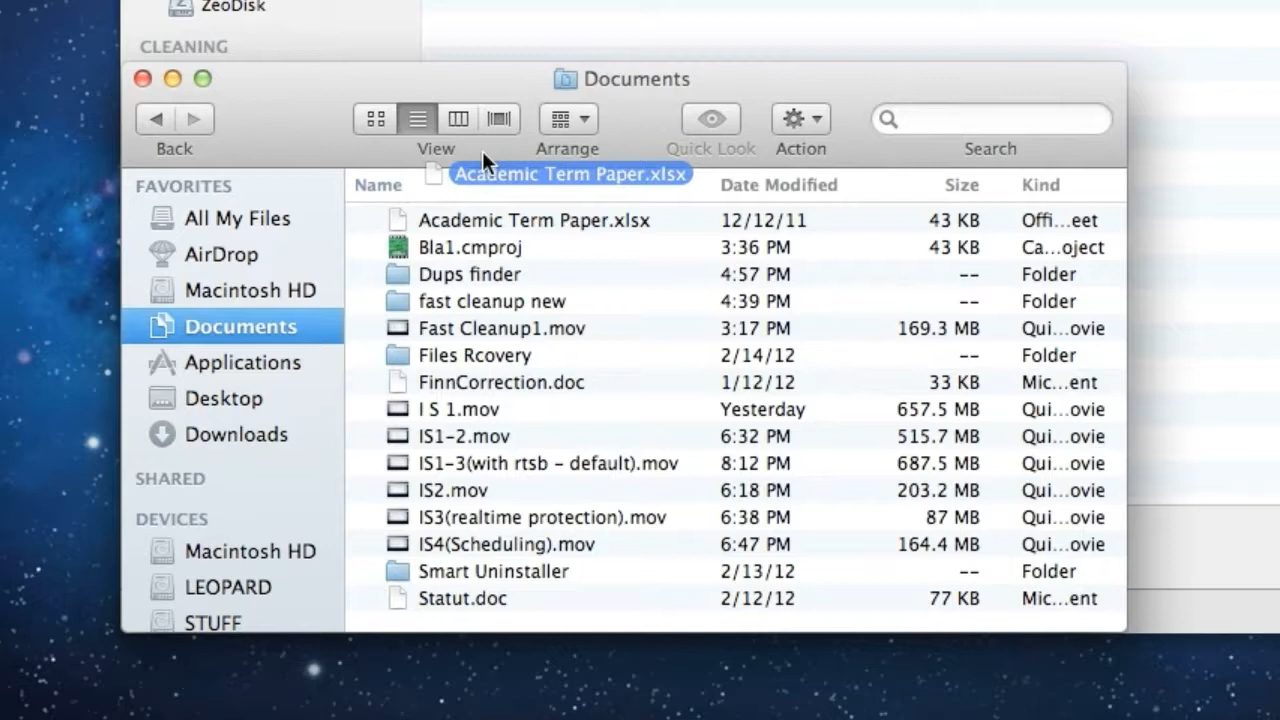 ZeoDisk
CLEANING
Documents
Back
View
Arrange
Quick Look
Action
Search
Academic Term Paper.xlsx
FAVORITES
All My Files
AirDrop
Macintosh HD
Documents
Applications
Desktop
Downloads
SHARED
DEVICES
Macintosh HD
LEOPARD
STUFF
Name Date Modified Size Kind
Academic Term Paper.xlsx 12/12/11 43 KB Offi...eet
Bla1.cmproj 3:36 PM 43 KB Ca...oject
Dups finder 4:57 PM -- Folder
fast cleanup new 4:39 PM -- Folder
Fast Cleanup1.mov 3:17 PM 169.3 MB Qui...ovie
Files Rcovery 2/14/12 -- Folder
FinnCorrection.doc 1/12/12 33 KB Mic...ent
I S 1.mov Yesterday 657.5 MB Qui...ovie
IS1-2.mov 6:32 PM 515.7 MB Qui...ovie
IS1-3(with rtsb - default).mov 8:12 PM 687.5 MB Qui...ovie
IS2.mov 6:18 PM 203.2 MB Qui...ovie
IS3(realtime protection).mov 6:38 PM 87 MB Qui...ovie
IS4(Scheduling).mov 6:47 PM 164.4 MB Qui...ovie
Smart Uninstaller 2/13/12 -- Folder
Statut.doc 2/12/12 77 KB Mic...ent